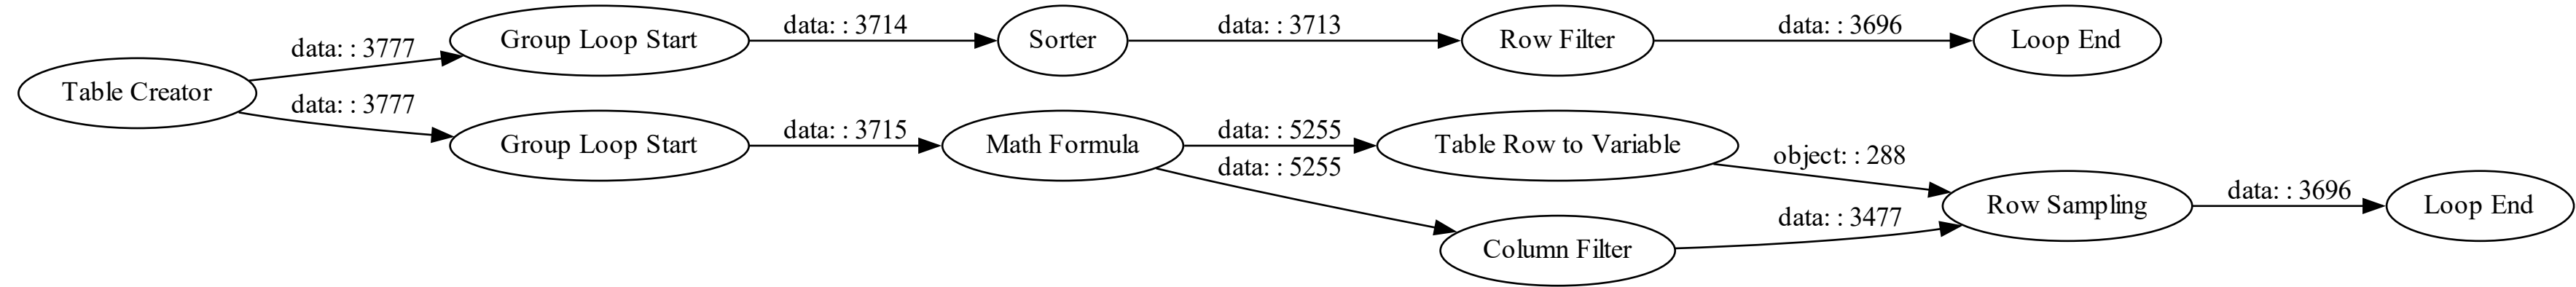 Table Creator
data: : 3777
Group Loop Start
data: : 3714
Sorter
data: : 3713
Row Filter
data: : 3696
Loop End
data: : 3777
Group Loop Start
data: : 3715
Math Formula
data: : 5255
Table Row to Variable
object: : 288
data: : 5255
Column Filter
data: : 3477
Row Sampling
data: : 3696
Loop End